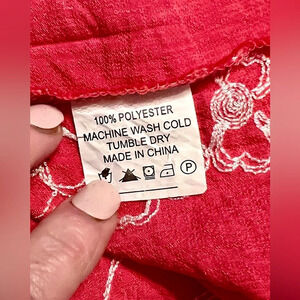 100% POLYESTER
MACHINE WASH COLD
TUMBLE DRY
MADE IN CHINA
P